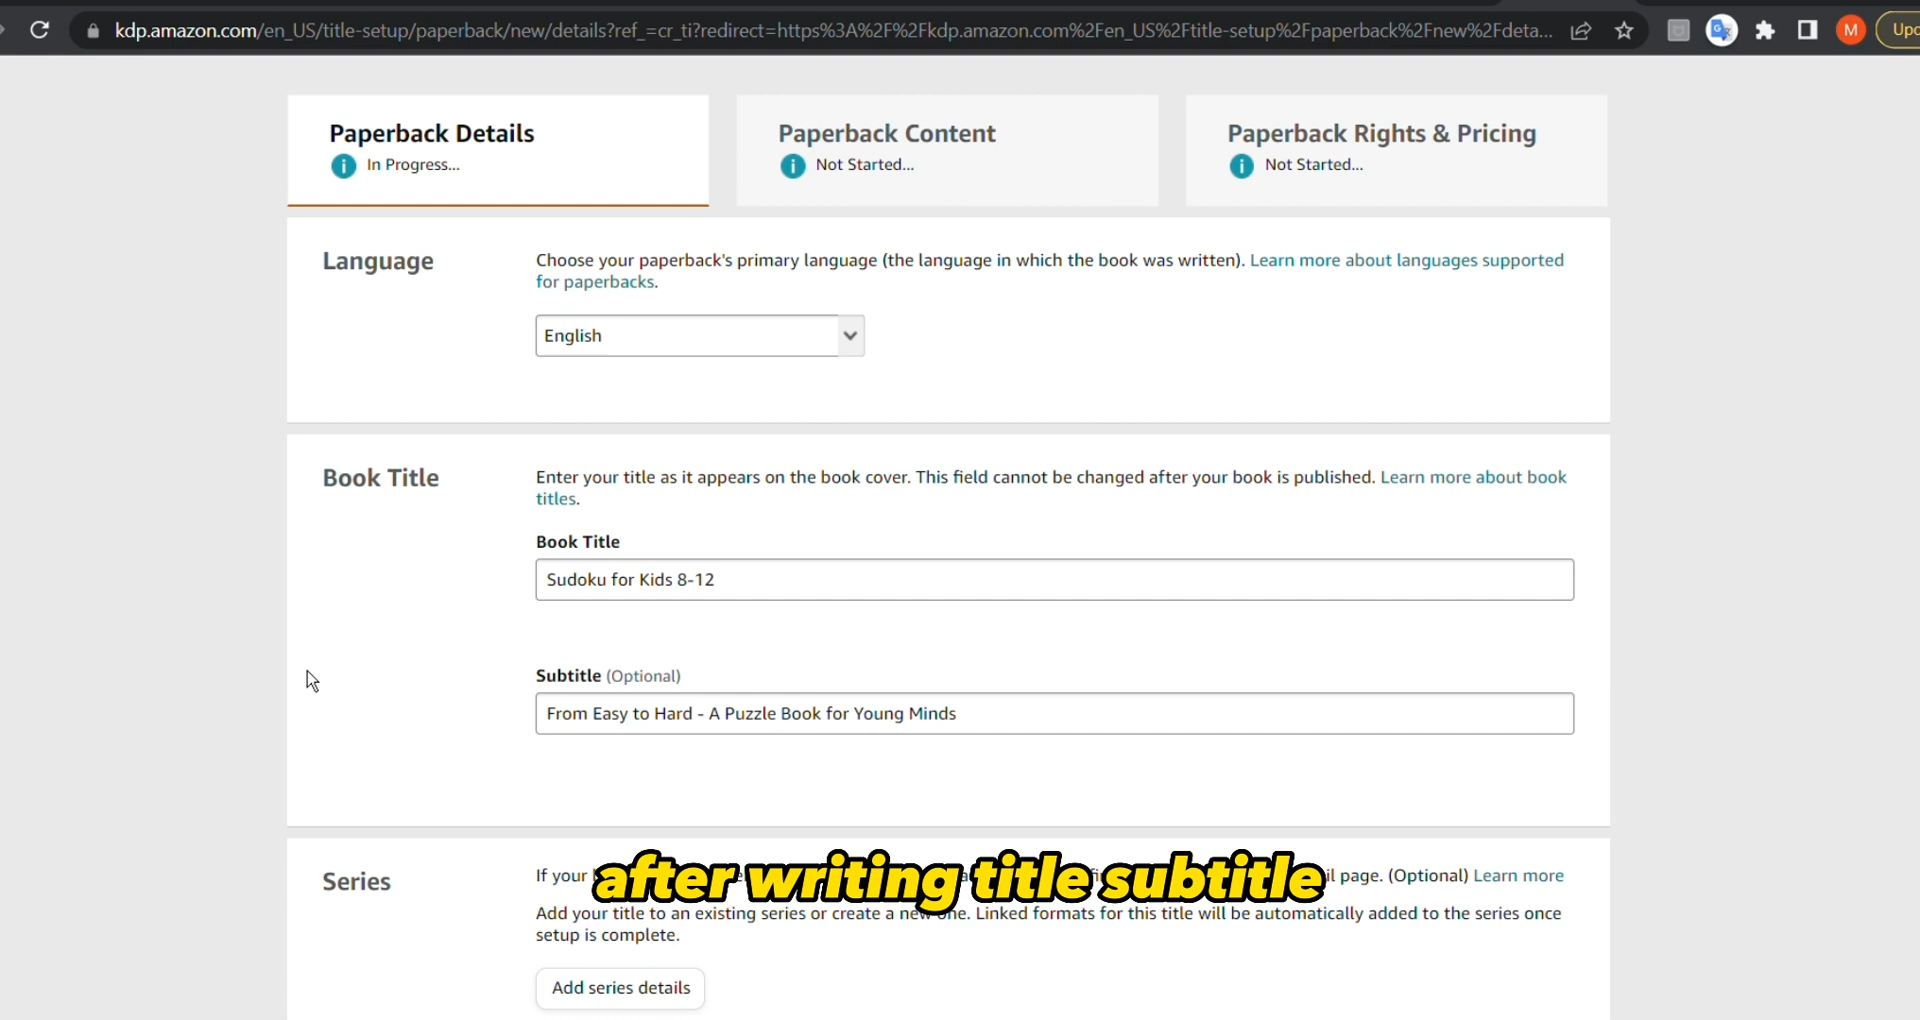 kdp.amazon.com/en_US/title-setup/paperback/new/details?ref_=cr_ti?redirect=https%3A%2F%2Fkdp.amazon.com%2Fen_US%2Ftitle-setup%2Fpaperback%2Fnew%2Fdeta... M
Paperback Details Paperback Content Paperback Rights & Pricing
In Progress... Not Started... Not Started...
Language
Choose your paperback's primary language (the language in which the book was written). Learn more about languages supported
for paperbacks.
English
Book Title
Enter your title as it appears on the book cover. This field cannot be changed after your book is published. Learn more about book
titles.
Book Title
Sudoku for Kids 8-12
Subtitle (Optional)
From Easy to Hard - A Puzzle Book for Young Minds
Series
If your page. (Optional) Learn more
after writing title subtitle
Add your title to an existing series or create a new one. Linked formats for this title will be automatically added to the series once
setup is complete.
Add series details